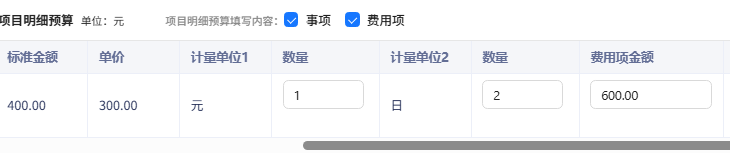 项目明细预算 单位：元 项目明细预算填写内容： 事项 费用项
标准金额 单价 计量单位1 数量 计量单位2 数量 费用项金额
400.00 300.00 元 1 日 2 600.00